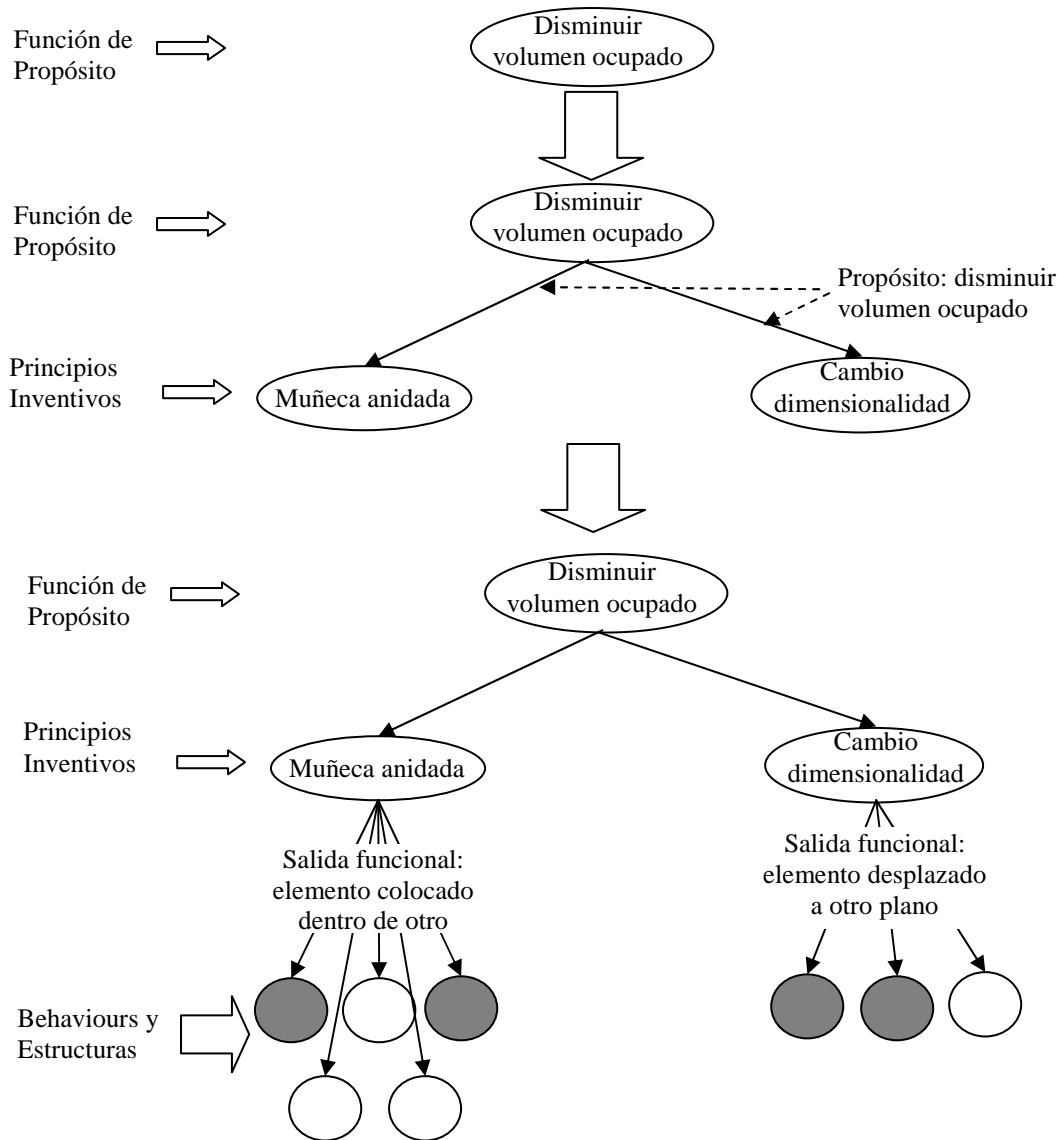 Función de
Propósito
Disminuir
volumen ocupado
Función de
Propósito
Disminuir
volumen ocupado
Propósito: disminuir
volumen ocupado
Principios
Inventivos
Muñeca anidada
Cambio
dimensionalidad
Función de
Propósito
Disminuir
volumen ocupado
Principios
Inventivos
Muñeca anidada
Cambio
dimensionalidad
Salida funcional:
elemento colocado
dentro de otro
Salida funcional:
elemento desplazado
a otro plano
Behaviours y
Estructuras